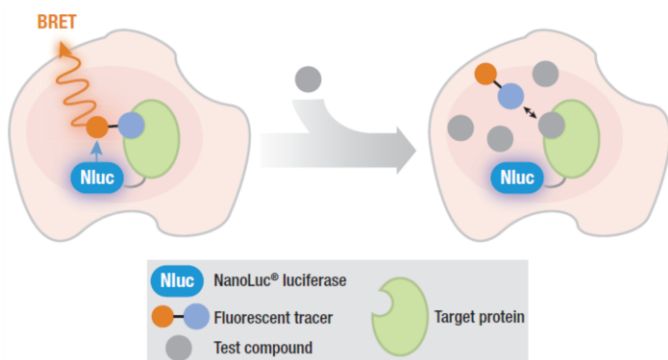 BRET
Nluc
Nluc
Nluc NanoLuc® luciferase
Fluorescent tracer
Target protein
Test compound